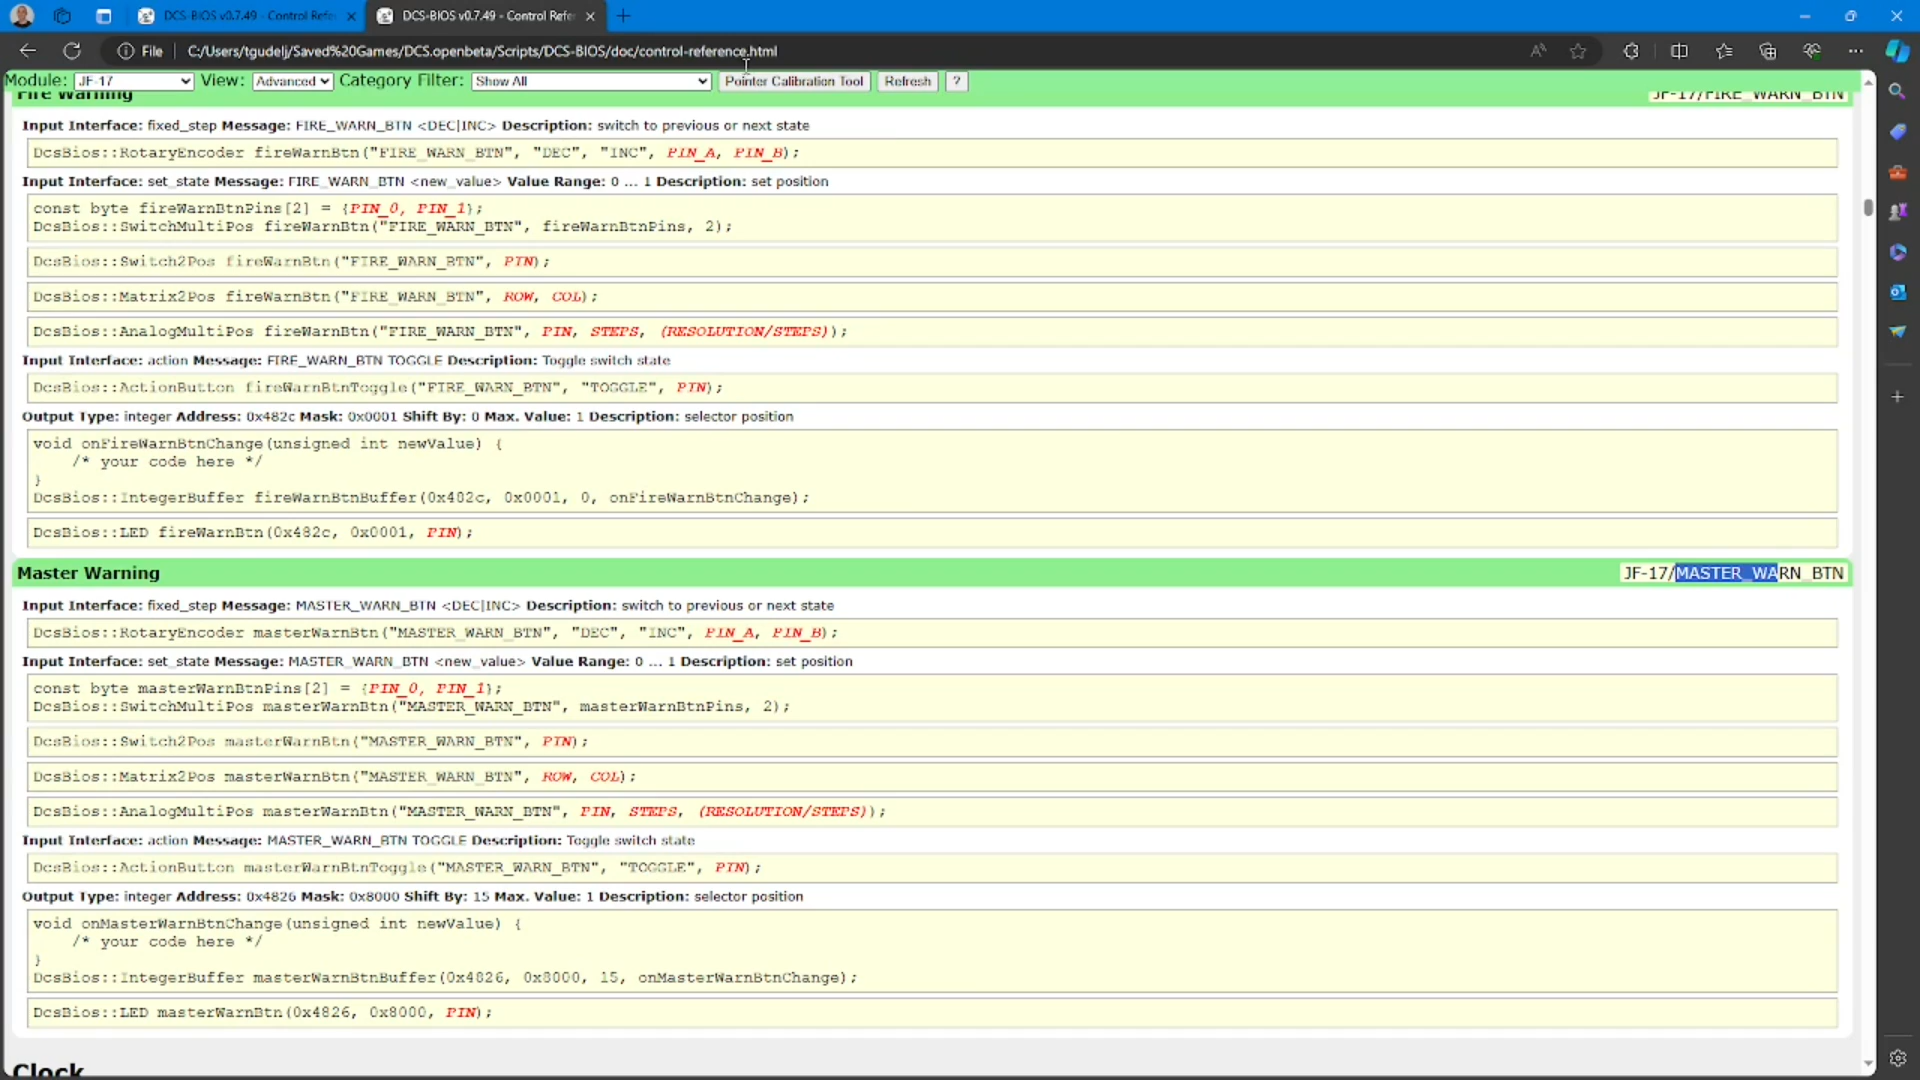 DCS-BIOS v0.7.49 - Control Refe
DCS-BIOS v0.7.49 - Control Refe
File
C:/Users/tgudelj/Saved%20Games/DCS.openbeta/Scripts/DCS-BIOS/doc/control-reference.html
Module: JF-17 View: Advanced Category Filter: Show All Pointer Calibration Tool Refresh ?
Fire Warning JF-17/FIRE_WARN_BTN
Input Interface: fixed_step Message: FIRE_WARN_BTN <DEC|INC> Description: switch to previous or next state
DcsBios::RotaryEncoder fireWarnBtn("FIRE_WARN_BTN", "DEC", "INC", PIN_A, PIN_B);
Input Interface: set_state Message: FIRE_WARN_BTN <new_value> Value Range: 0 ... 1 Description: set position
const byte fireWarnBtnPins[2] = {PIN_0, PIN_1};
DcsBios::SwitchMultiPos fireWarnBtn("FIRE_WARN_BTN", fireWarnBtnPins, 2);
DcsBios::Switch2Pos fireWarnBtn("FIRE_WARN_BTN", PIN);
DcsBios::Matrix2Pos fireWarnBtn("FIRE_WARN_BTN", ROW, COL);
DcsBios::AnalogMultiPos fireWarnBtn("FIRE_WARN_BTN", PIN, STEPS, (RESOLUTION/STEPS));
Input Interface: action Message: FIRE_WARN_BTN TOGGLE Description: Toggle switch state
DcsBios::ActionButton fireWarnBtnToggle("FIRE_WARN_BTN", "TOGGLE", PIN);
Output Type: integer Address: 0x482c Mask: 0x0001 Shift By: 0 Max. Value: 1 Description: selector position
void onFireWarnBtnChange(unsigned int newValue) {
/* your code here */
}
DcsBios::IntegerBuffer fireWarnBtnBuffer(0x482c, 0x0001, 0, onFireWarnBtnChange);
DcsBios::LED fireWarnBtn(0x482c, 0x0001, PIN);
Master Warning JF-17/MASTER_WARN_BTN
Input Interface: fixed_step Message: MASTER_WARN_BTN <DEC|INC> Description: switch to previous or next state
DcsBios::RotaryEncoder masterWarnBtn("MASTER_WARN_BTN", "DEC", "INC", PIN_A, PIN_B);
Input Interface: set_state Message: MASTER_WARN_BTN <new_value> Value Range: 0 ... 1 Description: set position
const byte masterWarnBtnPins[2] = {PIN_0, PIN_1};
DcsBios::SwitchMultiPos masterWarnBtn("MASTER_WARN_BTN", masterWarnBtnPins, 2);
DcsBios::Switch2Pos masterWarnBtn("MASTER_WARN_BTN", PIN);
DcsBios::Matrix2Pos masterWarnBtn("MASTER_WARN_BTN", ROW, COL);
DcsBios::AnalogMultiPos masterWarnBtn("MASTER_WARN_BTN", PIN, STEPS, (RESOLUTION/STEPS));
Input Interface: action Message: MASTER_WARN_BTN TOGGLE Description: Toggle switch state
DcsBios::ActionButton masterWarnBtnToggle("MASTER_WARN_BTN", "TOGGLE", PIN);
Output Type: integer Address: 0x4826 Mask: 0x8000 Shift By: 15 Max. Value: 1 Description: selector position
void onMasterWarnBtnChange(unsigned int newValue) {
/* your code here */
}
DcsBios::IntegerBuffer masterWarnBtnBuffer(0x4826, 0x8000, 15, onMasterWarnBtnChange);
DcsBios::LED masterWarnBtn(0x4826, 0x8000, PIN);
Clock